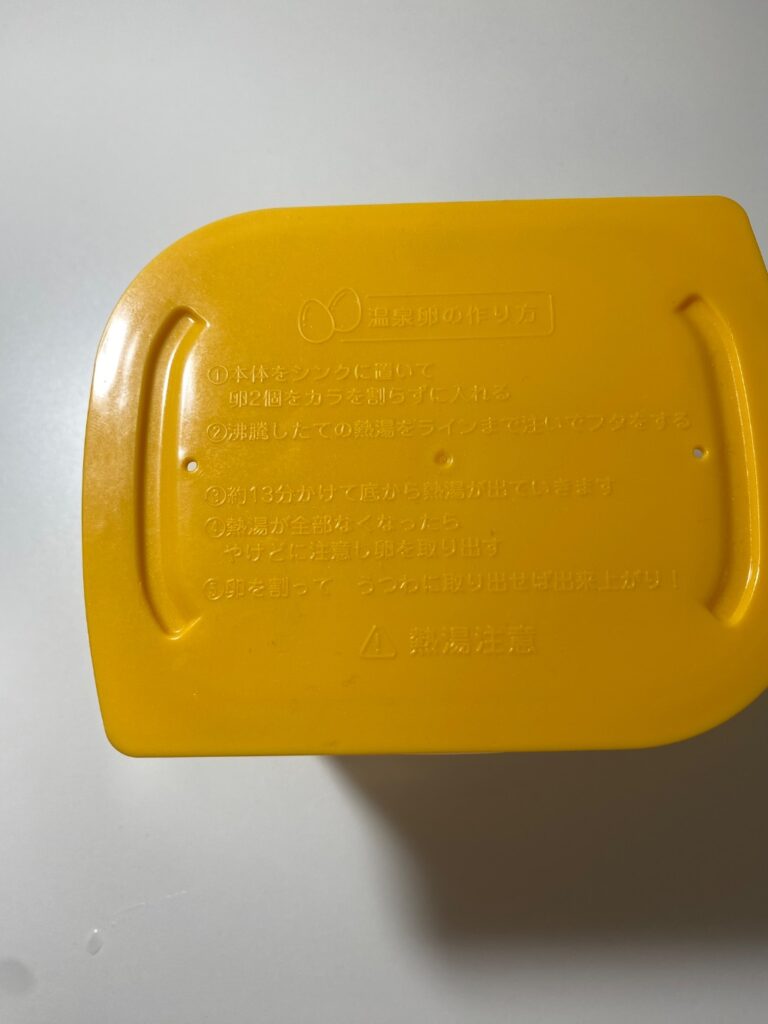 温泉卵の作り方
①本体をシンクに置いて
卵2個をカラを割らずに入れる
②沸騰したての熱湯をラインまで注いでフタをする
③約13分かけて底から熱湯が出ていきます
④熱湯が全部なくなったら
やけどに注意し卵を取り出す
⑤卵を割って うつわに取り出せば出来上がり!
熱湯注意